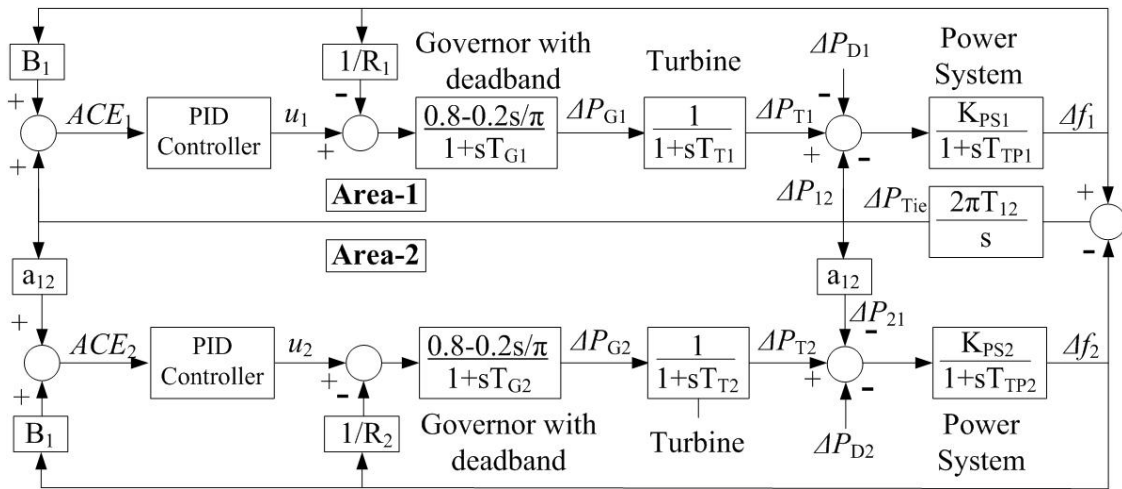 Governor with
deadband
Turbine
Power
System
B1
1/R1
ΔPD1
+
ACE1
PID
Controller
u1
-
+
0.8-0.2s/π
1+sTG1
ΔPG1
1
1+sTT1
ΔPT1
-
+
-
KPS1
1+sTTP1
Δf1
+
Area-1
ΔP12
ΔPTie
2πT12
s
+
-
Area-2
a12
a12
ΔP21
+
ACE2
PID
Controller
u2
+
-
0.8-0.2s/π
1+sTG2
ΔPG2
1
1+sTT2
ΔPT2
-
+
-
KPS2
1+sTTP2
Δf2
+
B1
1/R2
Governor with
deadband
Turbine
ΔPD2
Power
System